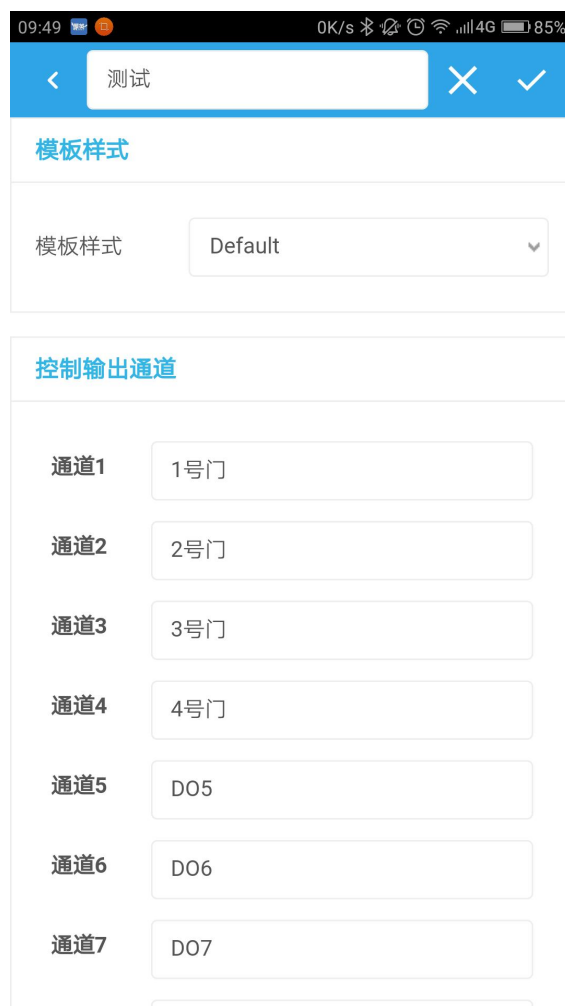 09:49 0K/s 4G 85%
测试
模板样式
模板样式 Default
控制输出通道
通道1 1号门
通道2 2号门
通道3 3号门
通道4 4号门
通道5 DO5
通道6 DO6
通道7 DO7